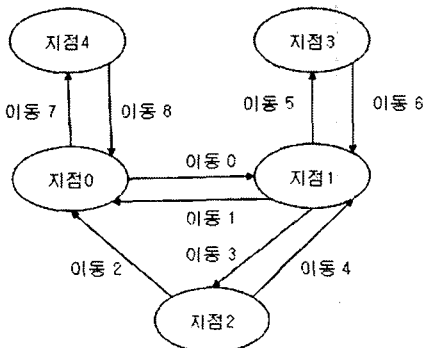 지점4
지점3
이동 7
이동 8
이동 5
이동 6
지점0
이동 0
지점1
이동 1
이동 2
이동 3
이동 4
지점2